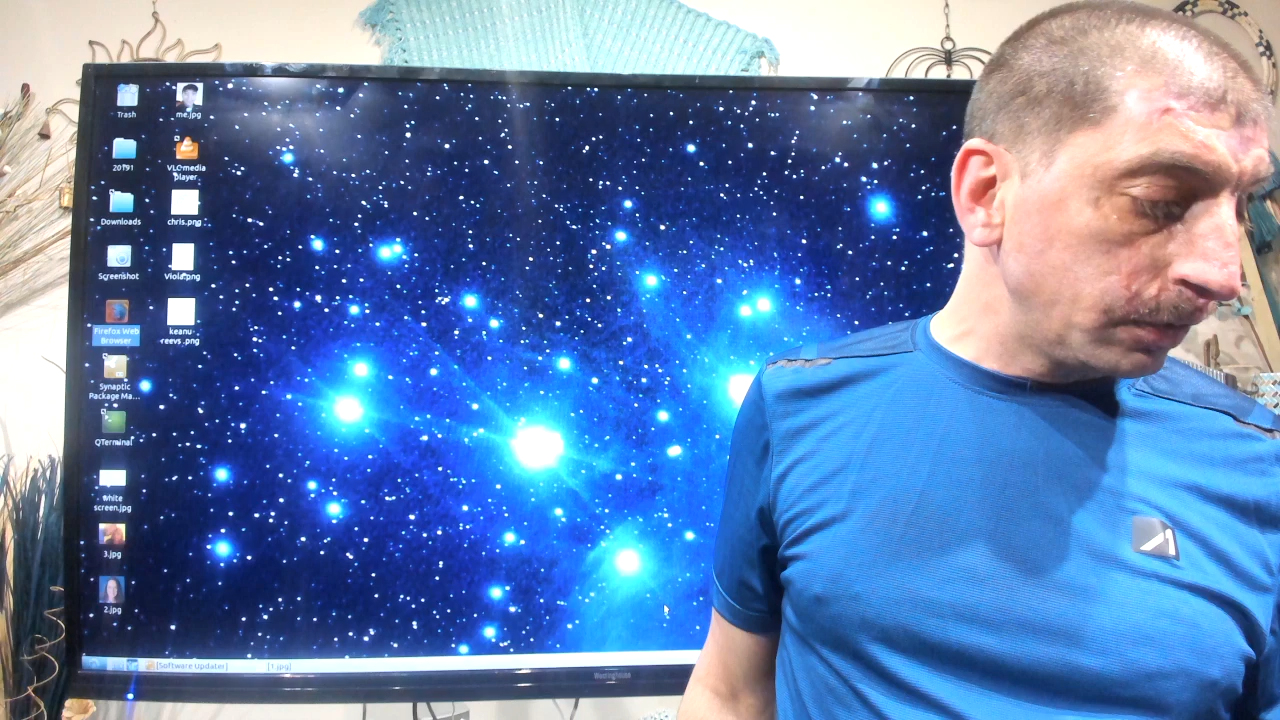 Trash
me.jpg
20191
VLC media
player
Downloads
chris.png
Screenshot
Viola.png
Firefox Web
Browser
keanu
reevs .png
Synaptic
Package Ma...
QTerminal
white
screen.jpg
3.jpg
2.jpg
[Software Updater]
[1.jpg]
Westinghouse